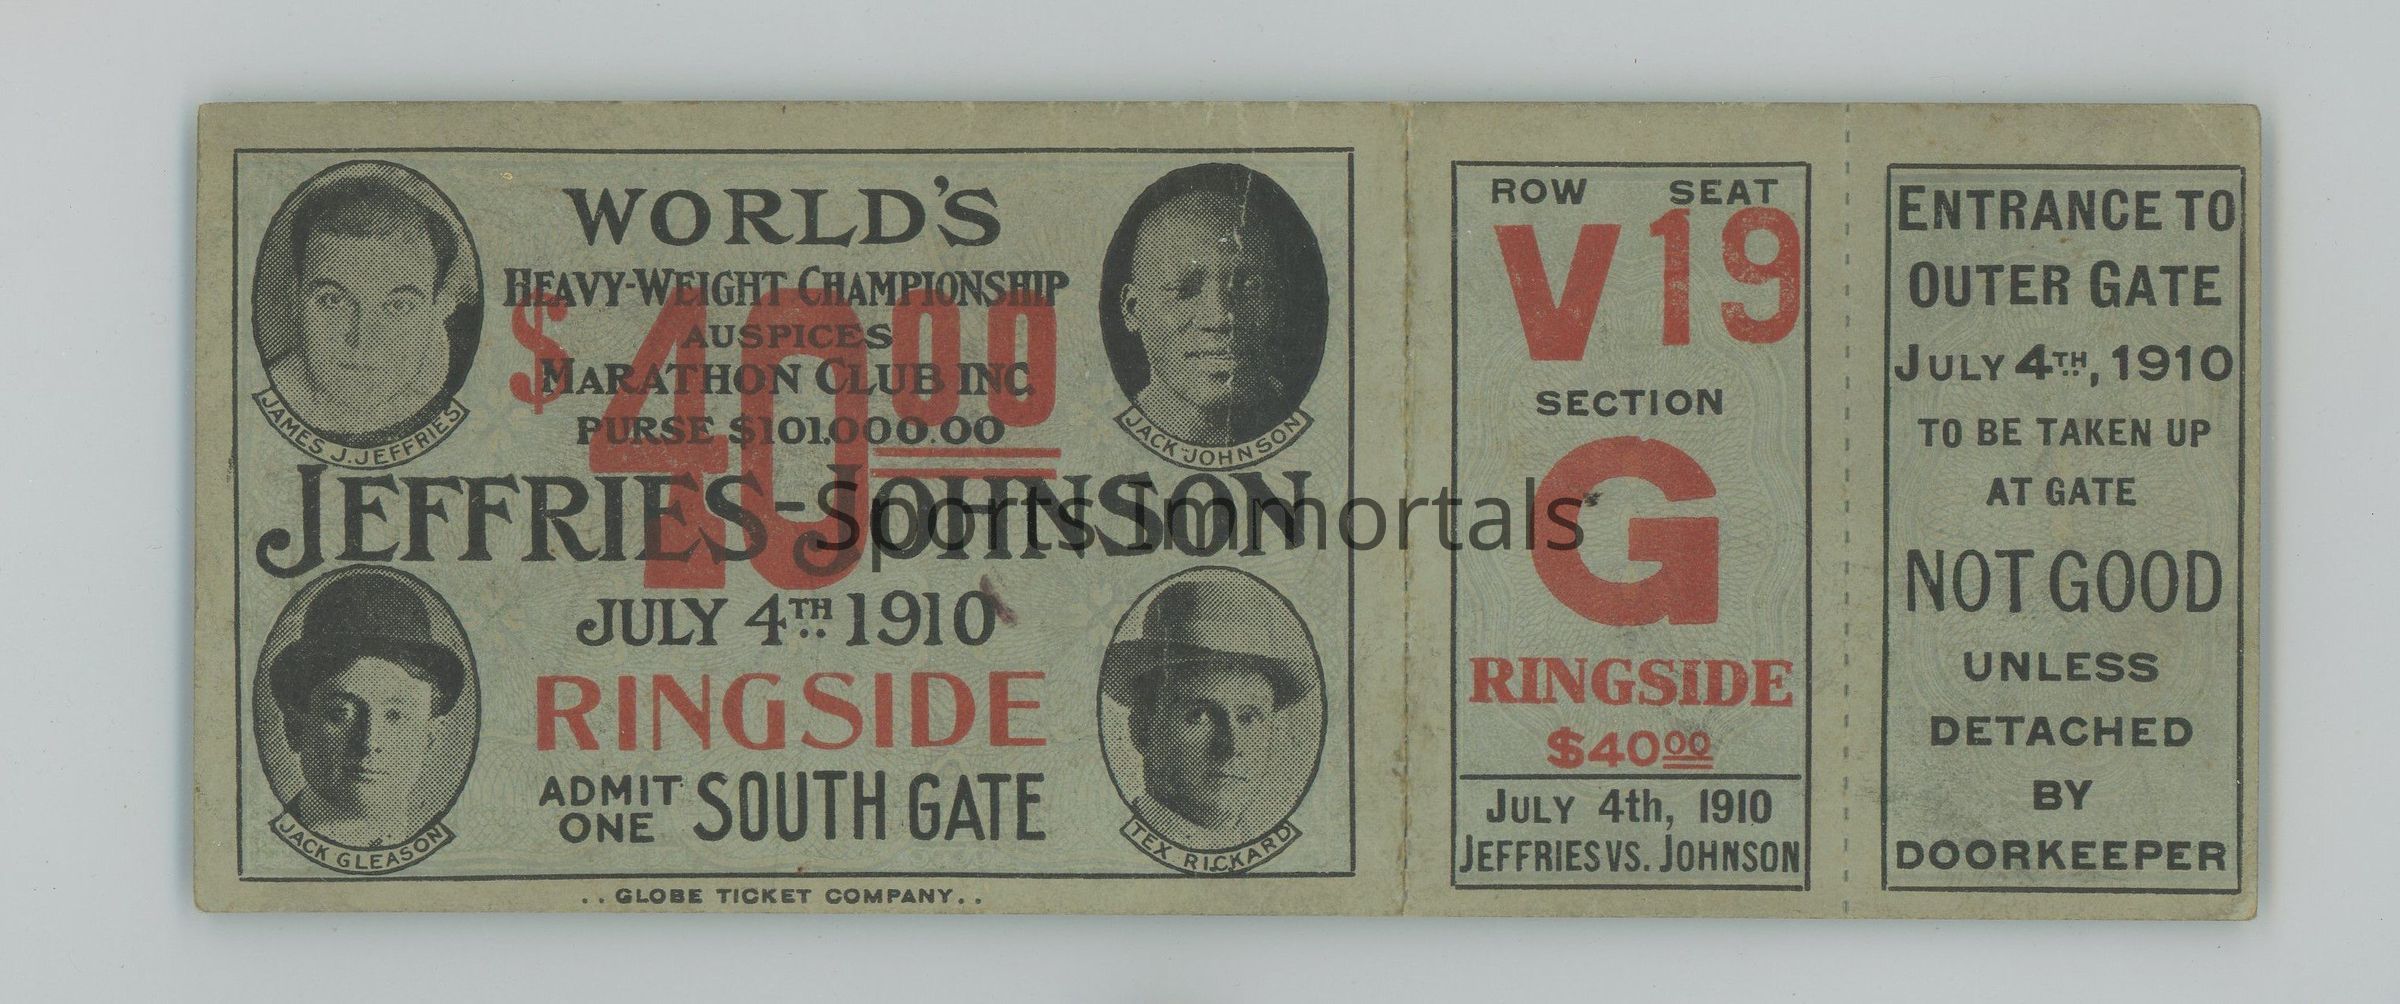 WORLD'S
HEAVY-WEIGHT CHAMPIONSHIP
$40.00
AUSPICES
MARATHON CLUB INC.
PURSE $101,000.00
JAMES J. JEFFRIES
JACK JOHNSON
JEFFRIES-JOHNSON
JULY 4TH 1910
RINGSIDE
ADMIT ONE SOUTH GATE
JACK GLEASON
TEX RICKARD
..GLOBE TICKET COMPANY..
Sports Immortals
ROW SEAT
V 19
SECTION
G
RINGSIDE
$40 00
JULY 4th, 1910
JEFFRIES VS. JOHNSON
ENTRANCE TO
OUTER GATE
JULY 4TH, 1910
TO BE TAKEN UP
AT GATE
NOT GOOD
UNLESS
DETACHED
BY
DOORKEEPER